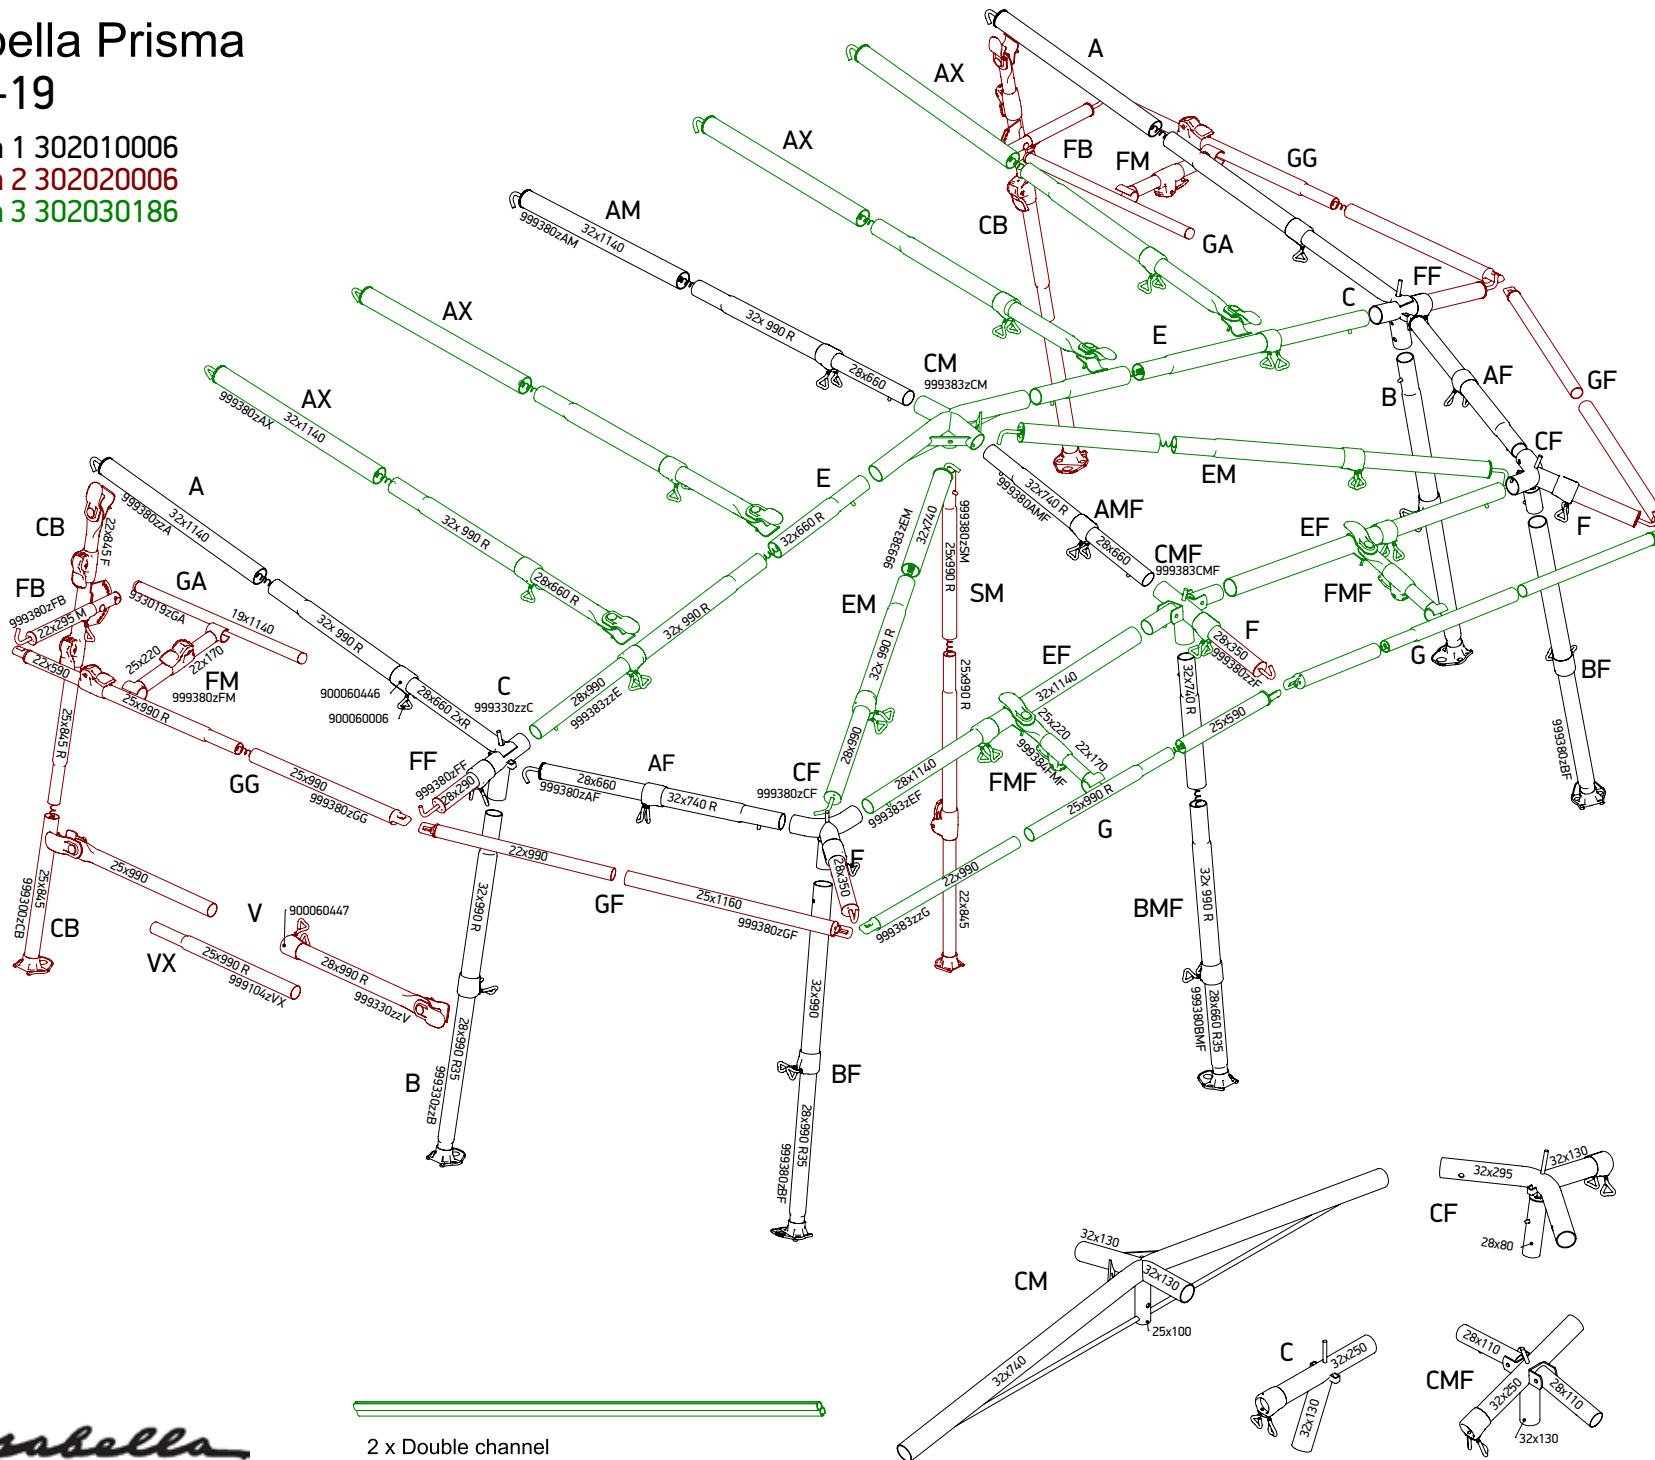 bella Prisma
-19
1 302010006
2 302020006
3 302030186
A
AX
AX
FB
FM
GG
AM
32x1140
999380zAM
CB
GA
C
FF
AX
32x 990 R
28x660
CM
999383zCM
E
B
AF
GF
AX
32x1140
999380zAX
CF
EM
A
999380zzA
32x1140
E
32x660 R
999383zEM
32x740
999380zSM
25x990 R
32x740 R
999380AMF
AMF
28x660
EF
F
CB
22x845 F
32x 990 R
CMF
999383CMF
FMF
FB
999380zFB
22x295 M
GA
933019zGA
19x1140
28x660 R
32x 990 R
EM
SM
22x590
25x220
22x170
FM
999380zFM
32x 990 R
32x 990 R
EF
28x350
F
999380zzF
G
BF
25x845 R
25x990 R
900060446
900060006
28x660 2xR
C
999330zzC
28x990
999383zzE
25x990 R
32x1140
32x740 R
999380zBF
GG
25x990
999380zGG
FF
999380zFF
28x290
AF
28x660
999380zAF
32x740 R
CF
999380zCF
28x990
28x1140
999383zEF
FMF
25x220
22x170
999384FMF
25x590
25x990 R
G
25x845
999300zCB
CB
25x990
22x990
GF
25x1160
999380zGF
F
28x350
22x990
999383zzG
22x845
BMF
32x 990 R
V
900060447
VX
25x990 R
999104zVX
28x990 R
999330zzV
32x990 R
32x990
999380BMF
28x660 R35
B
28x990 R35
999330zzB
BF
28x990 R35
999380zBF
CM
32x130
32x130
25x100
32x740
CF
32x295
32x130
28x80
C
32x250
32x130
CMF
28x110
32x250
28x110
32x130
2 x Double channel